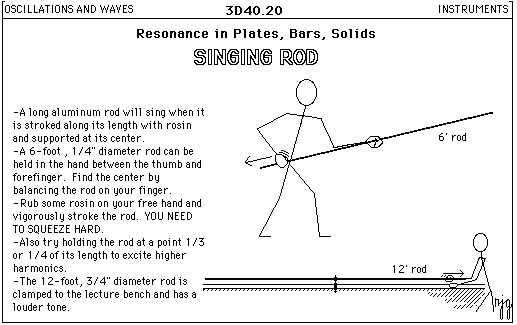 OSCILLATIONS AND WAVES
3D40.20
INSTRUMENTS
Resonance in Plates, Bars, Solids
SINGING ROD
-A long aluminum rod will sing when it
is stroked along its length with rosin
and supported at its center.
-A 6-foot , 1/4" diameter rod can be
held in the hand between the thumb and
forefinger.  Find the center by
balancing the rod on your finger.
-Rub some rosin on your free hand and
vigorously stroke the rod.  YOU NEED
TO SQUEEZE HARD.
-Also try holding the rod at a point 1/3
or 1/4 of its length to excite higher
harmonics.
-The 12-foot, 3/4" diameter rod is
clamped to the lecture bench and has a
louder tone.
6' rod
12' rod
njg